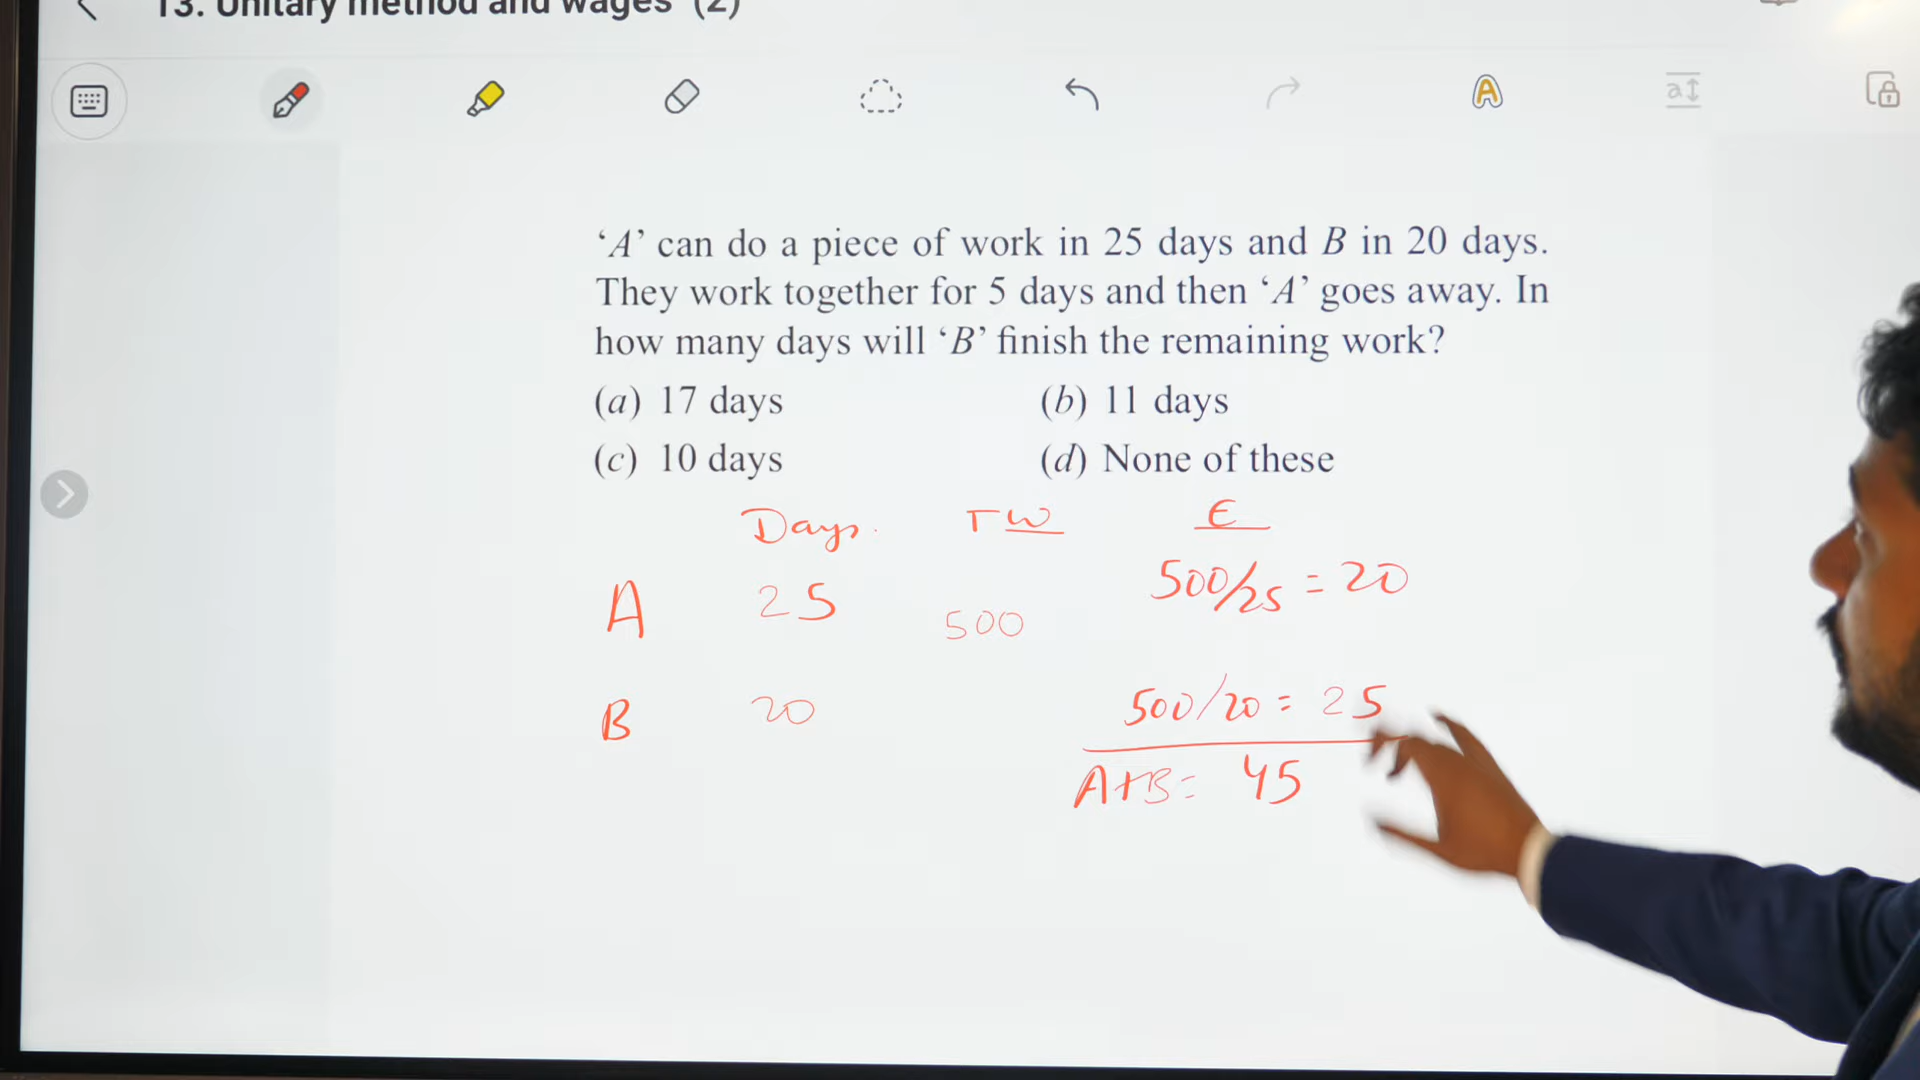 13. Unitary method and wages (2)
‘A’ can do a piece of work in 25 days and B in 20 days.
They work together for 5 days and then ‘A’ goes away. In
how many days will ‘B’ finish the remaining work?
(a) 17 days (b) 11 days
(c) 10 days (d) None of these
Days. TW E
A 25 500 500/25 = 20
B 20 500/20 = 25
A+B = 45